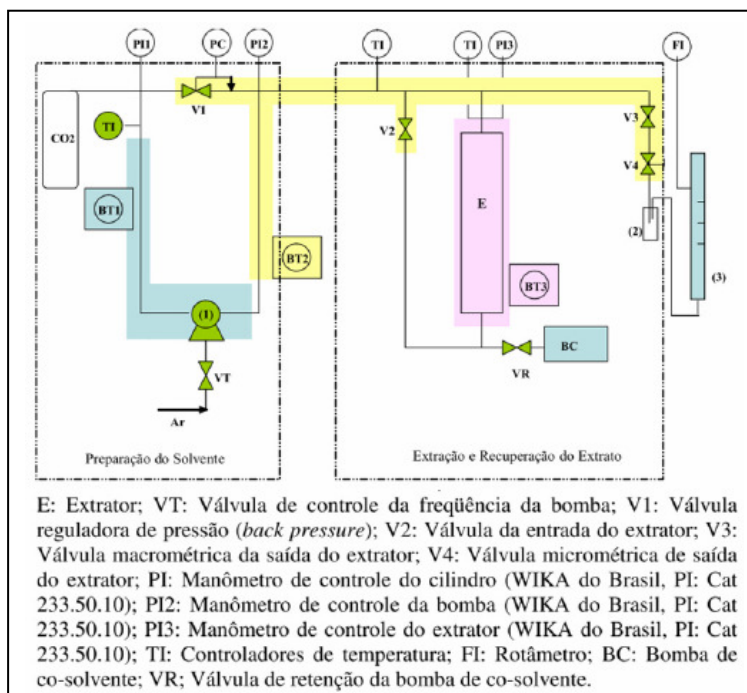 PI1 PC PI2 TI TI PI3 FI
V1
TI
CO2
V2
V3
V4
BT1
E
(2)
BT2
BT3
(3)
(1)
BC
VR
VT
Ar
Preparação do Solvente
Extração e Recuperação do Extrato
E: Extrator; VT: Válvula de controle da freqüência da bomba; V1: Válvula
reguladora de pressão (back pressure); V2: Válvula da entrada do extrator; V3:
Válvula macrométrica da saída do extrator; V4: Válvula micrométrica de saída
do extrator; PI: Manômetro de controle do cilindro (WIKA do Brasil, PI: Cat
233.50.10); PI2: Manômetro de controle da bomba (WIKA do Brasil, PI: Cat
233.50.10); PI3: Manômetro de controle do extrator (WIKA do Brasil, PI: Cat
233.50.10); TI: Controladores de temperatura; FI: Rotâmetro; BC: Bomba de
co-solvente; VR; Válvula de retenção da bomba de co-solvente.